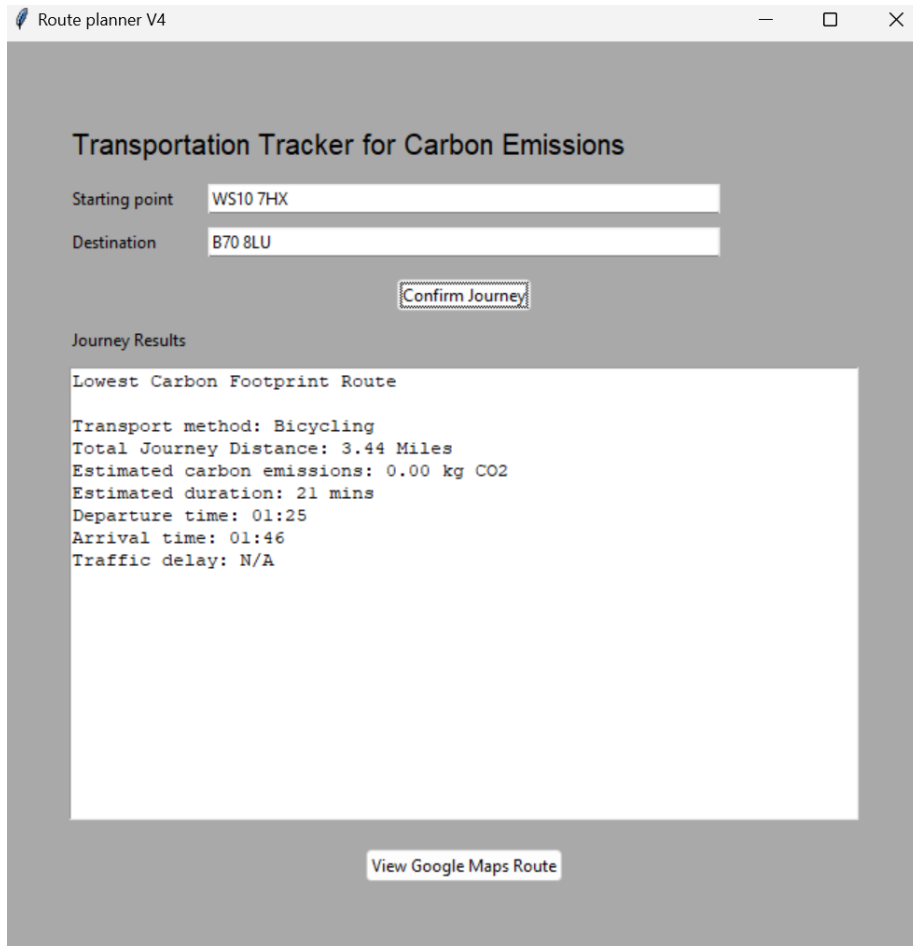 Route planner V4
Transportation Tracker for Carbon Emissions
Starting point WS10 7HX
Destination B70 8LU
Confirm Journey
Journey Results
Lowest Carbon Footprint Route
Transport method: Bicycling
Total Journey Distance: 3.44 Miles
Estimated carbon emissions: 0.00 kg CO2
Estimated duration: 21 mins
Departure time: 01:25
Arrival time: 01:46
Traffic delay: N/A
View Google Maps Route